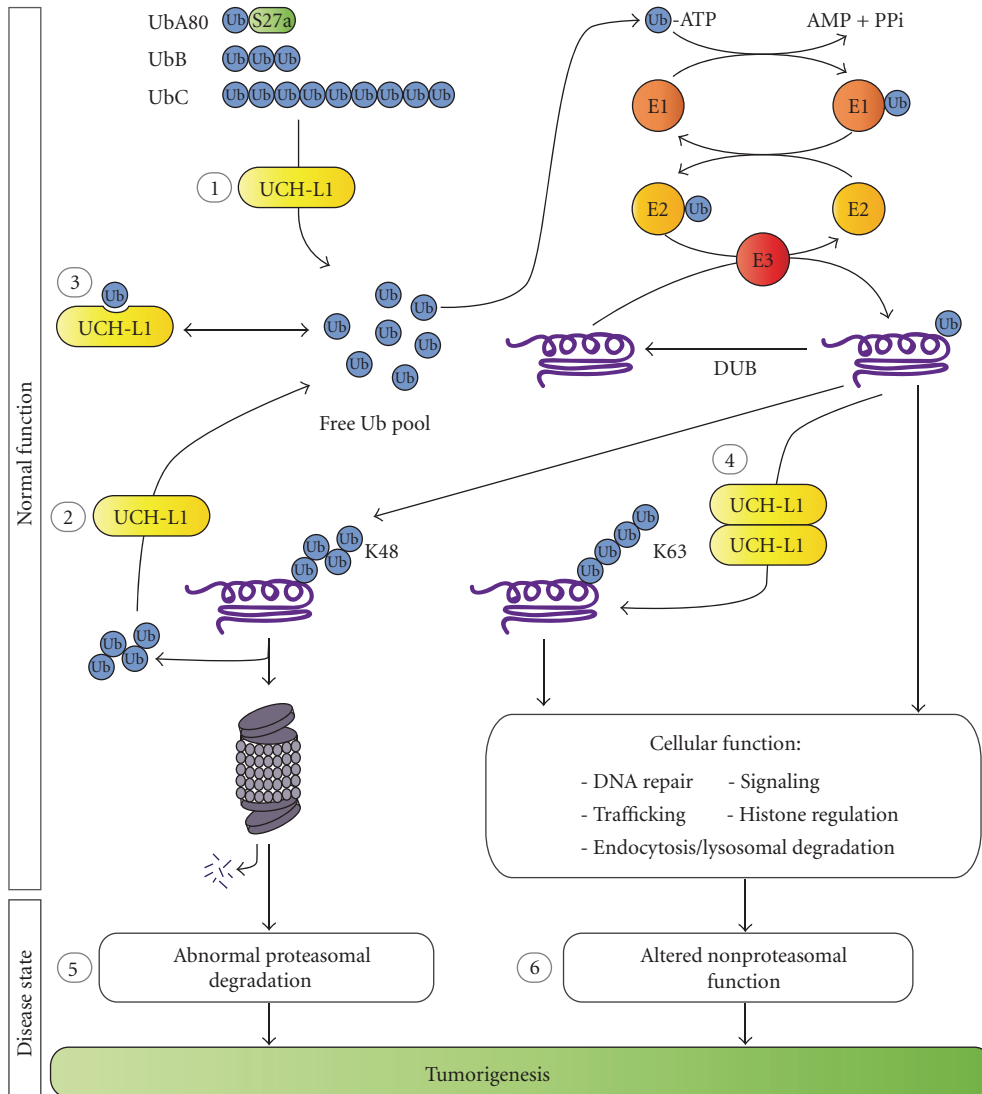 Normal function
Disease state
UbA80 Ub S27a
UbB Ub Ub Ub
UbC Ub Ub Ub Ub Ub Ub Ub Ub Ub
1 UCH-L1
Ub -ATP
AMP + PPi
E1
E1 Ub
E2 Ub
E2
E3
3
Ub
UCH-L1
Ub
Ub
Ub
Ub
Ub
Ub
Ub
Free Ub pool
Ub
DUB
2 UCH-L1
4
UCH-L1
UCH-L1
Ub Ub Ub Ub K48
Ub Ub Ub Ub K63
Ub Ub Ub Ub
Cellular function:
- DNA repair - Signaling
- Trafficking - Histone regulation
- Endocytosis/lysosomal degradation
5
Abnormal proteasomal
degradation
6
Altered nonproteasomal
function
Tumorigenesis